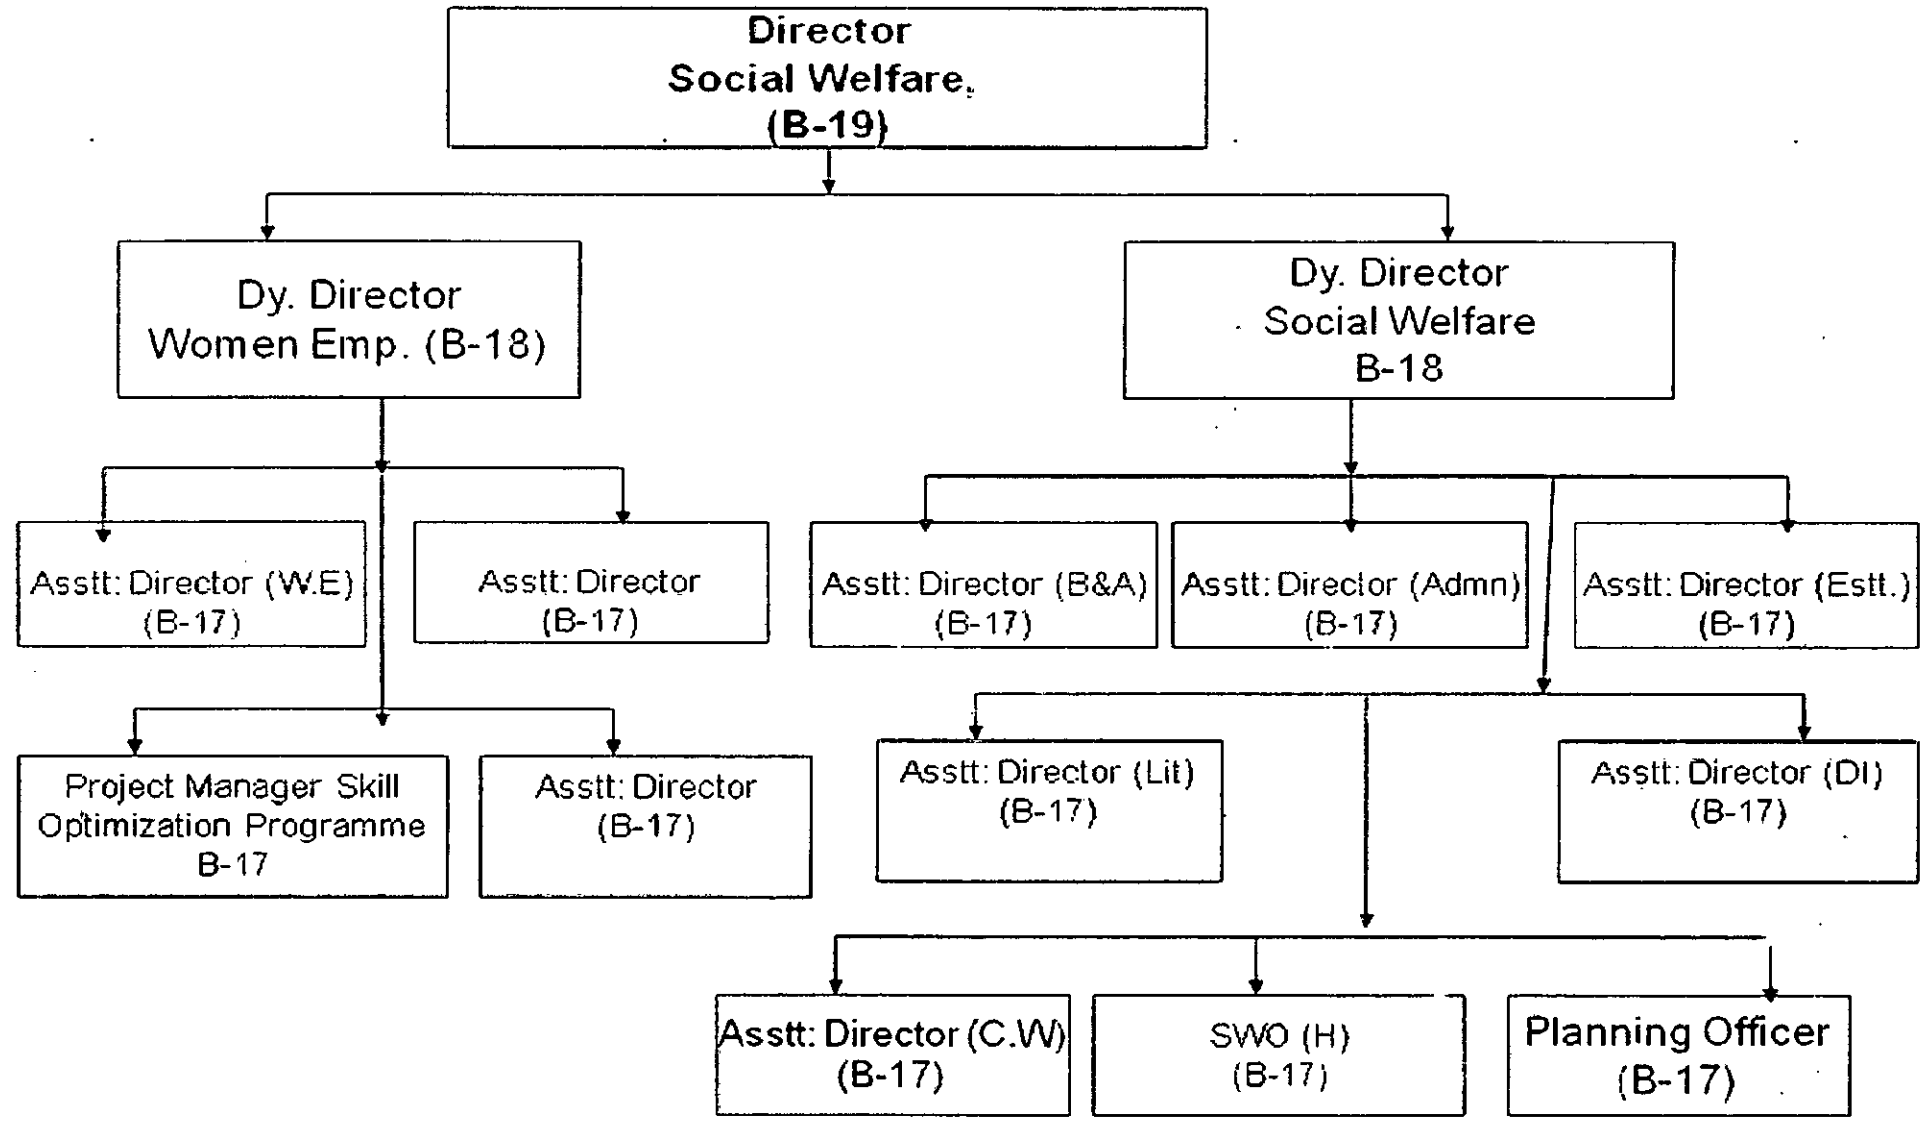 Director
Social Welfare,
(B-19)
Dy. Director
Women Emp. (B-18)
Dy. Director
Social Welfare
B-18
Asstt: Director (W.E)
(B-17)
Asstt: Director
(B-17)
Asstt: Director (B&A)
(B-17)
Asstt: Director (Admn)
(B-17)
Asstt: Director (Estt.)
(B-17)
Project Manager Skill
Optimization Programme
B-17
Asstt: Director
(B-17)
Asstt: Director (Lit)
(B-17)
Asstt: Director (DI)
(B-17)
Asstt: Director (C.W)
(B-17)
SWO (H)
(B-17)
Planning Officer
(B-17)